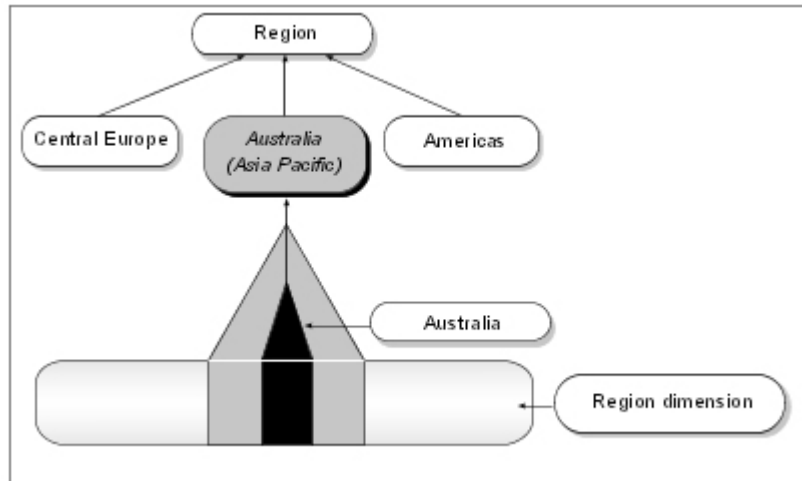 Region
Central Europe
Australia
(Asia Pacific)
Americas
Australia
Region dimension